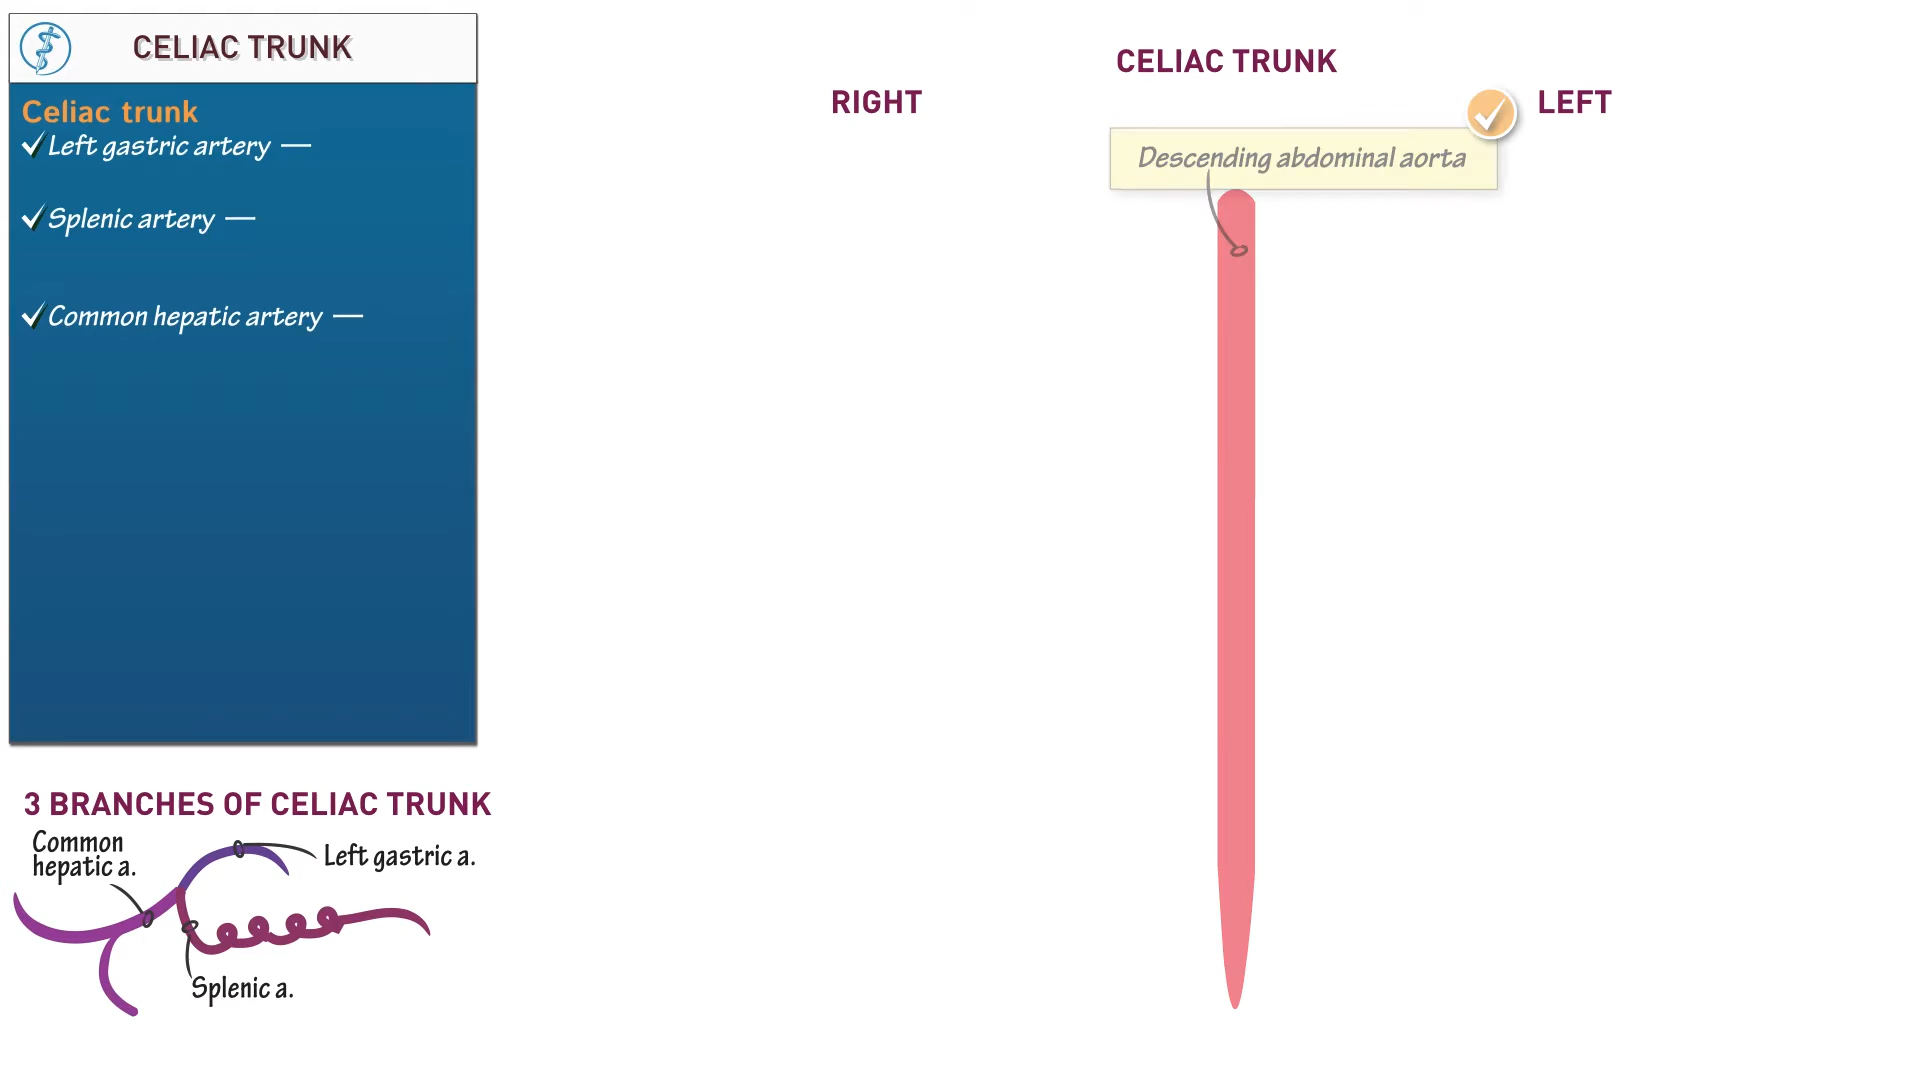 CELIAC TRUNK
Celiac trunk
Left gastric artery —
Splenic artery —
Common hepatic artery —
3 BRANCHES OF CELIAC TRUNK
Common
hepatic a.
Left gastric a.
Splenic a.
CELIAC TRUNK
RIGHT
LEFT
Descending abdominal aorta